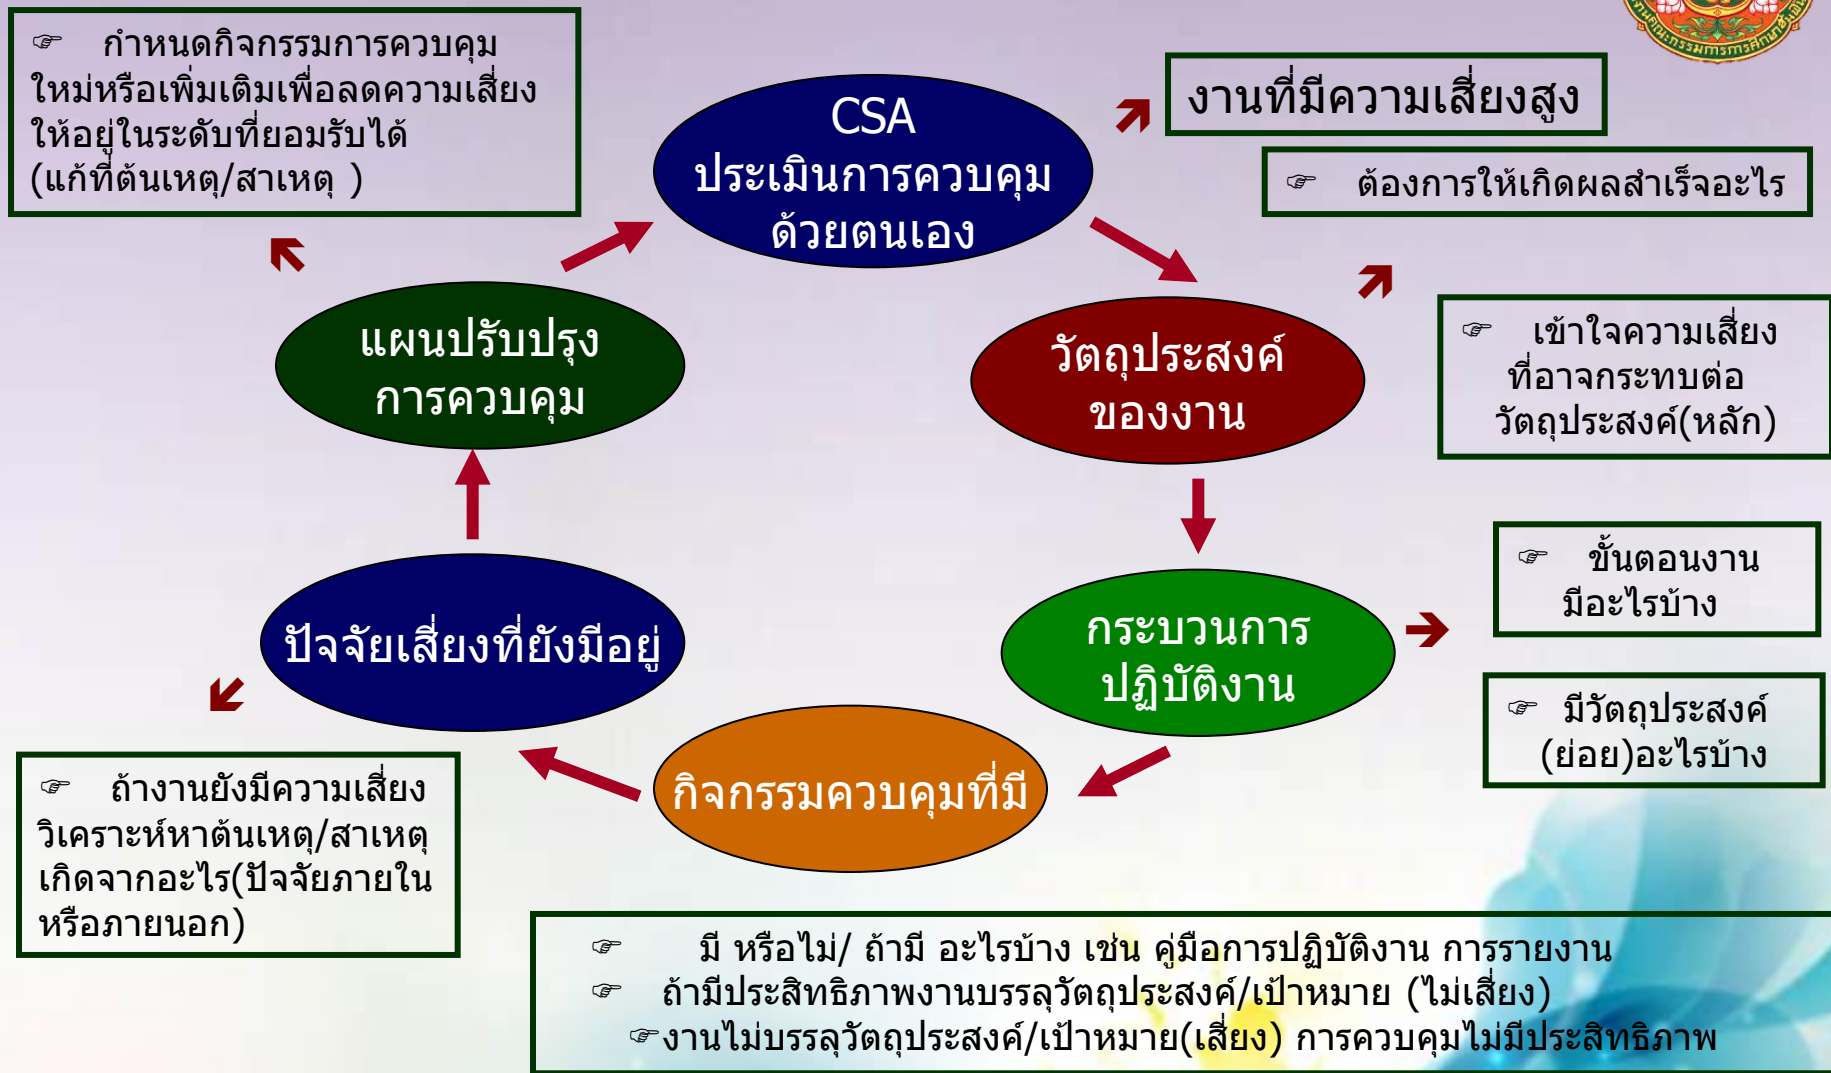 ☞ กำหนดกิจกรรมการควบคุม
ใหม่หรือเพิ่มเติมเพื่อลดความเสี่ยง
ให้อยู่ในระดับที่ยอมรับได้
(แก้ที่ต้นเหตุ/สาเหตุ )
CSA
ประเมินการควบคุม
ด้วยตนเอง
งานที่มีความเสี่ยงสูง
☞ ต้องการให้เกิดผลสำเร็จอะไร
แผนปรับปรุง
การควบคุม
วัตถุประสงค์
ของงาน
☞ เข้าใจความเสี่ยง
ที่อาจกระทบต่อ
วัตถุประสงค์(หลัก)
ปัจจัยเสี่ยงที่ยังมีอยู่
กระบวนการ
ปฏิบัติงาน
☞ ขั้นตอนงาน
มีอะไรบ้าง
☞ มีวัตถุประสงค์
(ย่อย)อะไรบ้าง
กิจกรรมควบคุมที่มี
☞ ถ้างานยังมีความเสี่ยง
วิเคราะห์หาต้นเหตุ/สาเหตุ
เกิดจากอะไร(ปัจจัยภายใน
หรือภายนอก)
☞ มี หรือไม่/ ถ้ามี อะไรบ้าง เช่น คู่มือการปฏิบัติงาน การรายงาน
☞ ถ้ามีประสิทธิภาพงานบรรลุวัตถุประสงค์/เป้าหมาย (ไม่เสี่ยง)
☞งานไม่บรรลุวัตถุประสงค์/เป้าหมาย(เสี่ยง) การควบคุมไม่มีประสิทธิภาพ